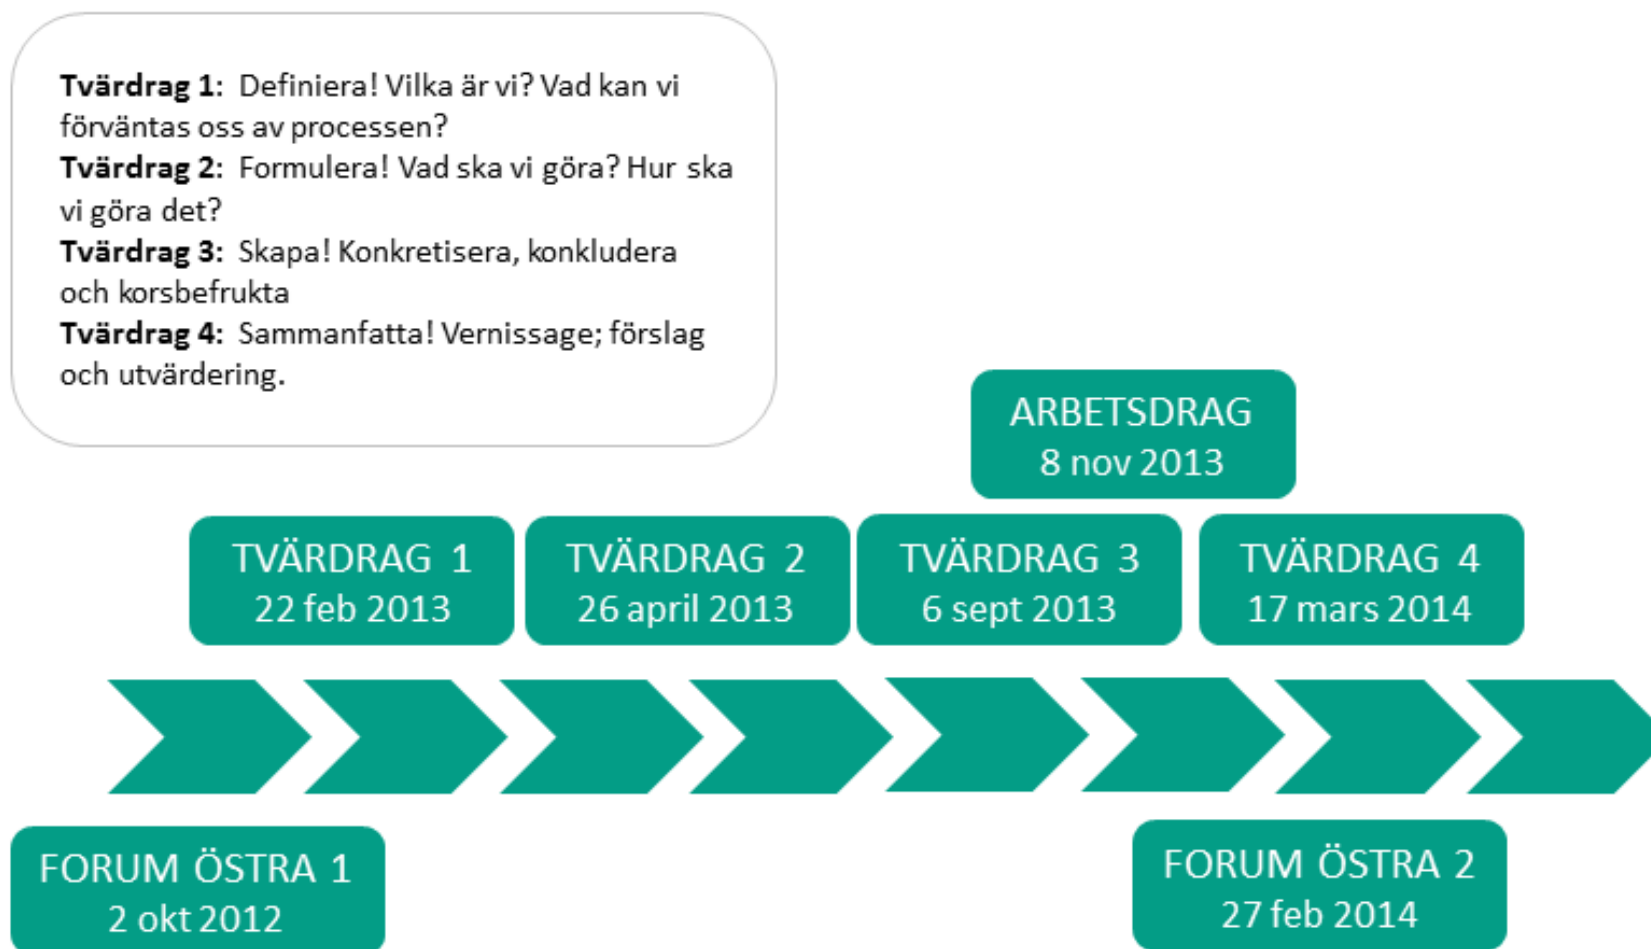 Tvärdrag 1: Definiera! Vilka är vi? Vad kan vi
förväntas oss av processen?
Tvärdrag 2: Formulera! Vad ska vi göra? Hur ska
vi göra det?
Tvärdrag 3: Skapa! Konkretisera, konkludera
och korsbefrukta
Tvärdrag 4: Sammanfatta! Vernissage; förslag
och utvärdering.
ARBETSDRAG
8 nov 2013
TVÄRDRAG 1
22 feb 2013
TVÄRDRAG 2
26 april 2013
TVÄRDRAG 3
6 sept 2013
TVÄRDRAG 4
17 mars 2014
FORUM ÖSTRA 1
2 okt 2012
FORUM ÖSTRA 2
27 feb 2014